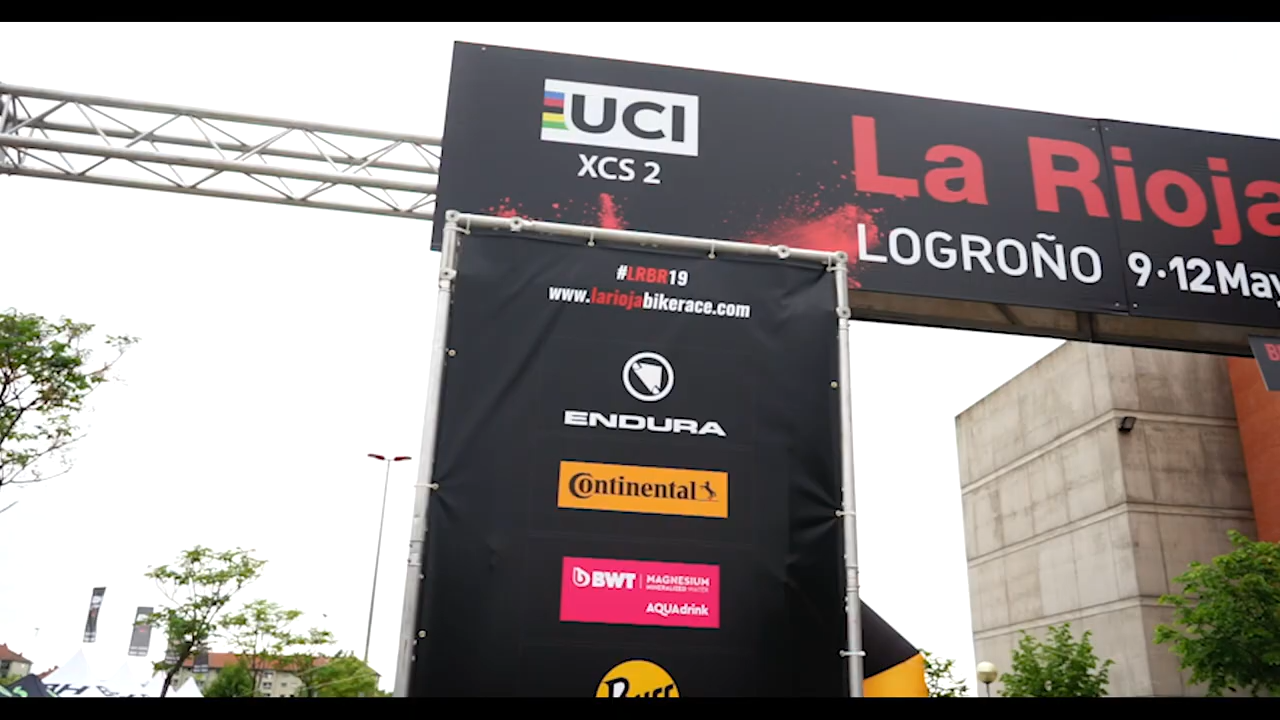 UCI
XCS 2
La Rioja
LOGROÑO 9·12May
#LRBR19
www.lariojabikerace.com
ENDURA
Continental
BWT MAGNESIUM
MINERALIZED WATER
AQUAdrink
BUFF